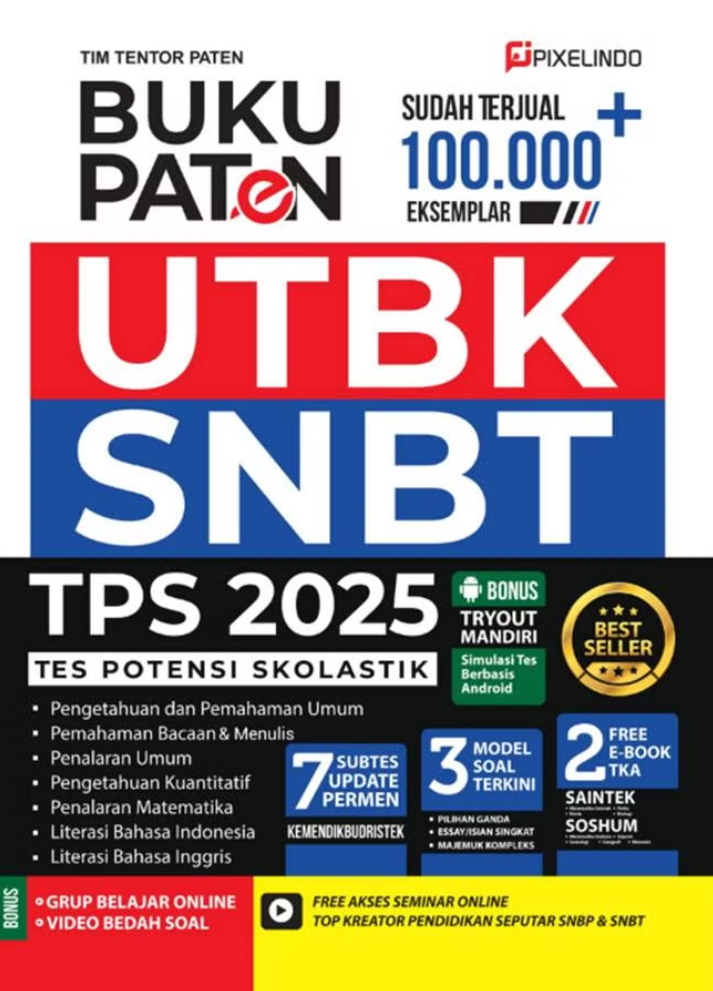 TIM TENTOR PATEN
PIXELINDO
BUKU
PATeN
SUDAH TERJUAL
100.000+
EKSEMPLAR
UTBK
SNBT
TPS 2025
TES POTENSI SKOLASTIK
BONUS
TRYOUT
MANDIRI
Simulasi Tes
Berbasis
Android
BEST
SELLER
▪ Pengetahuan dan Pemahaman Umum
▪ Pemahaman Bacaan & Menulis
▪ Penalaran Umum
▪ Pengetahuan Kuantitatif
▪ Penalaran Matematika
▪ Literasi Bahasa Indonesia
▪ Literasi Bahasa Inggris
7 SUBTES
UPDATE
PERMEN
KEMENDIKBUDRISTEK
3 MODEL
SOAL
TERKINI
• PILIHAN GANDA
• ESSAY/ISIAN SINGKAT
• MAJEMUK KOMPLEKS
2 FREE
E-BOOK
TKA
SAINTEK
SOSHUM
BONUS
GRUP BELAJAR ONLINE
VIDEO BEDAH SOAL
FREE AKSES SEMINAR ONLINE
TOP KREATOR PENDIDIKAN SEPUTAR SNBP & SNBT